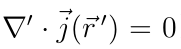 ∇′ · j⃗(r⃗ ′) = 0